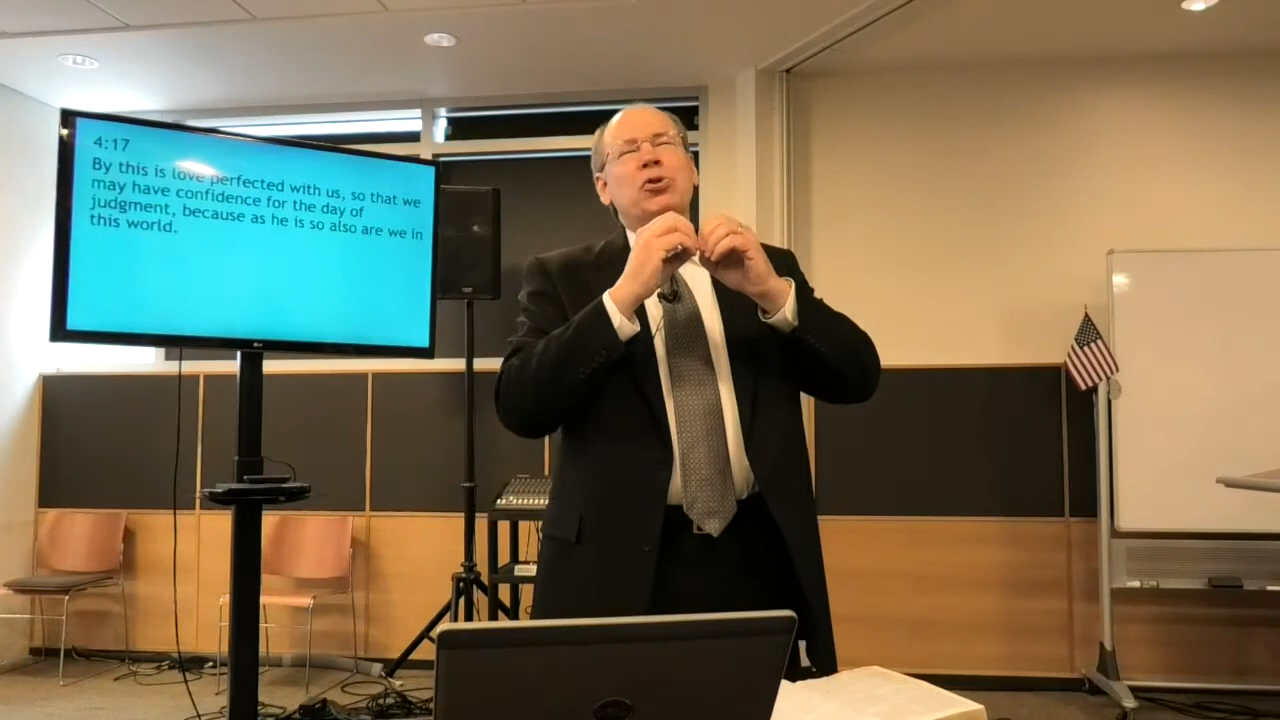 4:17
By this is love perfected with us, so that we
may have confidence for the day of
judgment, because as he is so also are we in
this world.
LG